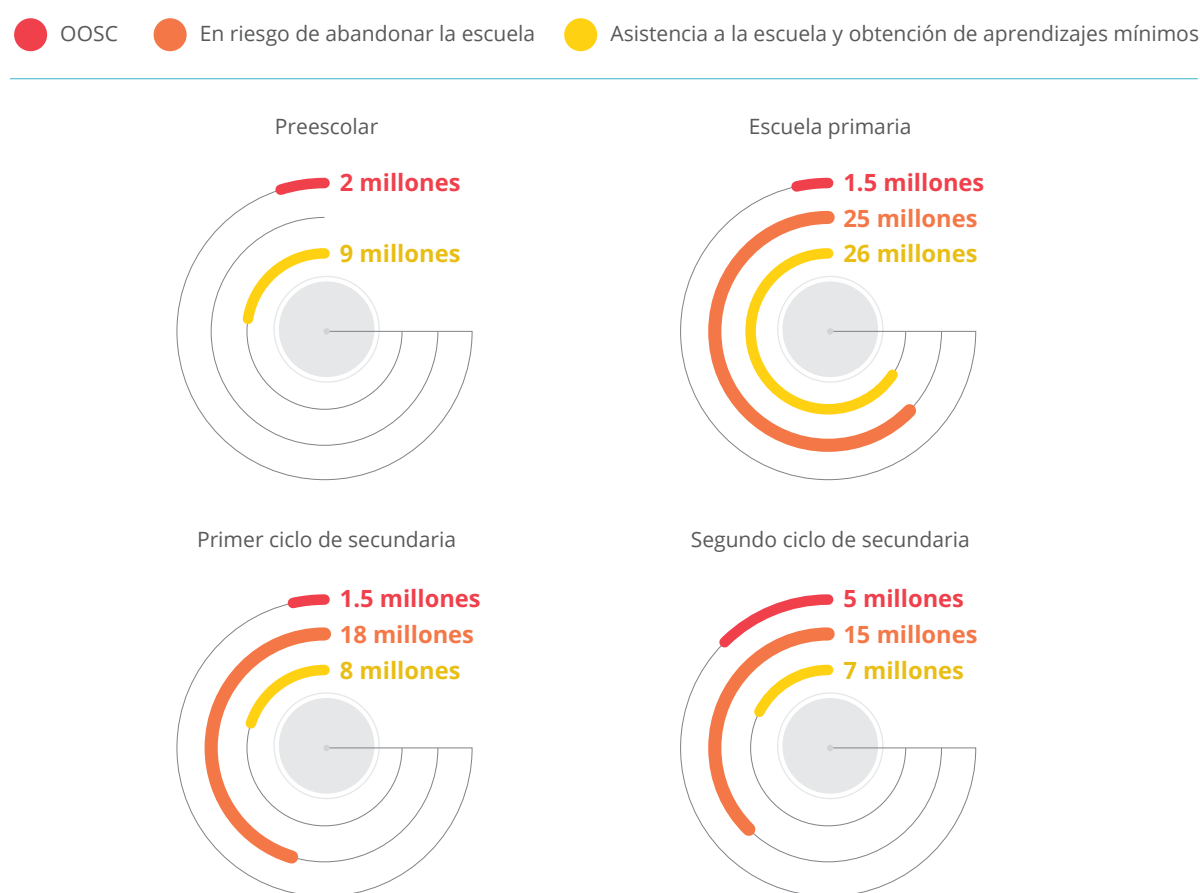 OOSC
En riesgo de abandonar la escuela
Asistencia a la escuela y obtención de aprendizajes mínimos
Preescolar
2 millones
9 millones
Escuela primaria
1.5 millones
25 millones
26 millones
Primer ciclo de secundaria
1.5 millones
18 millones
8 millones
Segundo ciclo de secundaria
5 millones
15 millones
7 millones